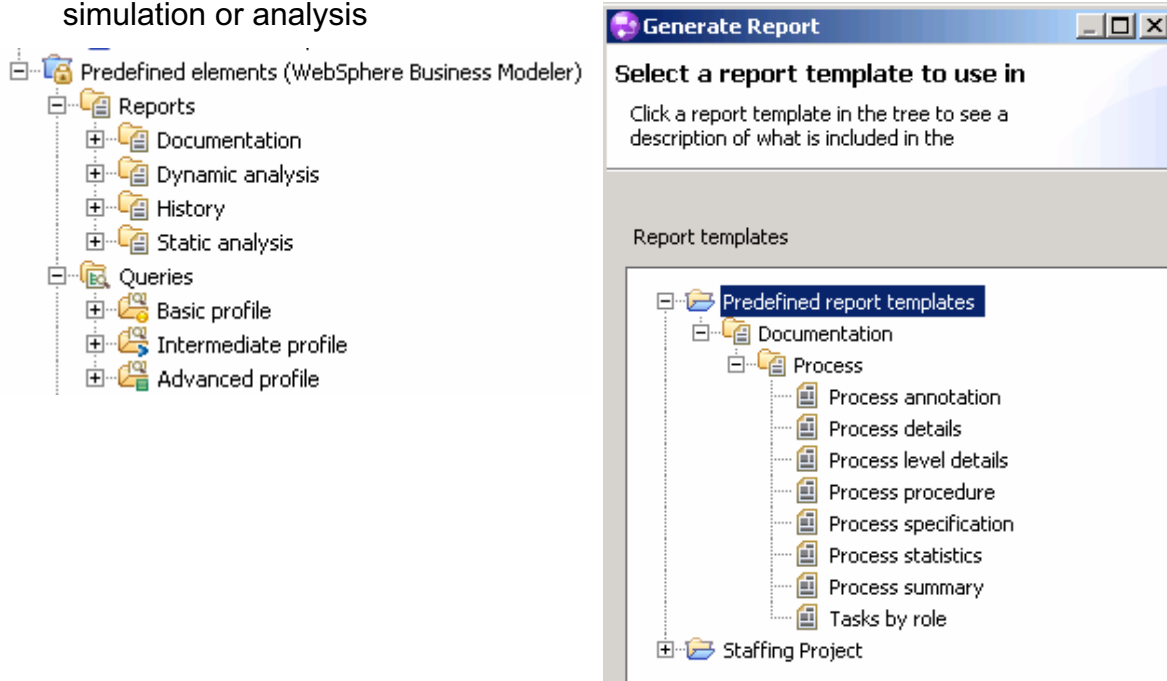 simulation or analysis
Predefined elements (WebSphere Business Modeler)
Reports
Documentation
Dynamic analysis
History
Static analysis
Queries
Basic profile
Intermediate profile
Advanced profile
Generate Report
Select a report template to use in
Click a report template in the tree to see a
description of what is included in the
Report templates
Predefined report templates
Documentation
Process
Process annotation
Process details
Process level details
Process procedure
Process specification
Process statistics
Process summary
Tasks by role
Staffing Project